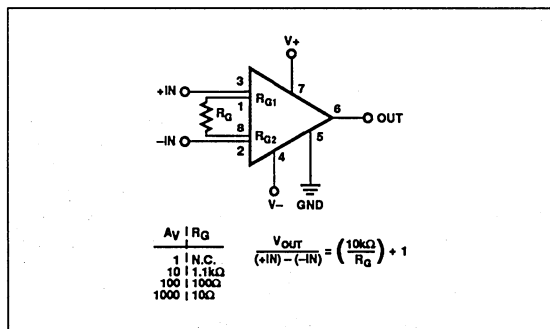 V+
3
7
+IN
RG1
1
RG
6
OUT
8
RG2
5
-IN
2
4
V-
GND
AV RG
1 N.C.
10 1.1kΩ
100 100Ω
1000 10Ω
VOUT
(+IN) - (-IN)
= (10kΩ
RG) + 1